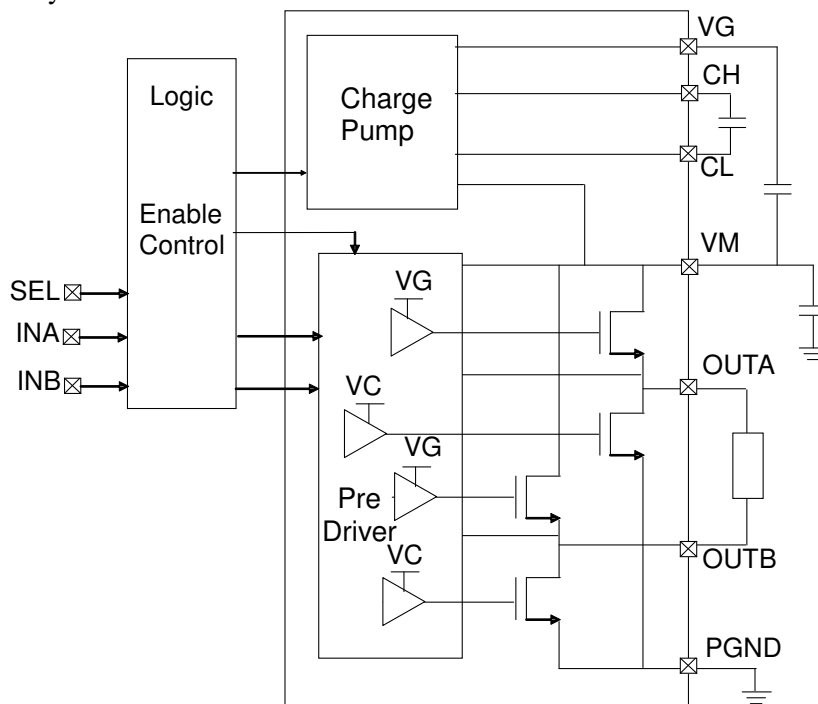 Logic
Enable
Control
SEL
INA
INB
Charge
Pump
VG
CH
CL
VM
VG
VC
VG
Pre
Driver
VC
OUTA
OUTB
PGND